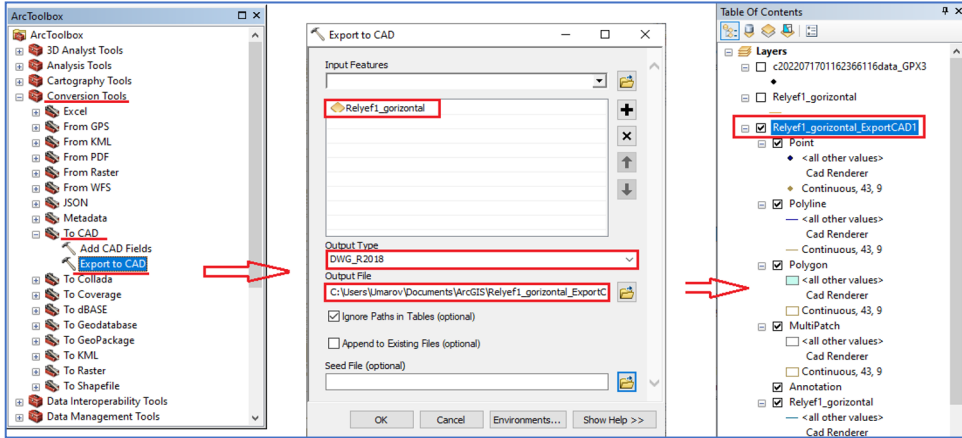 ArcToolbox
ArcToolbox
3D Analyst Tools
Analysis Tools
Cartography Tools
Conversion Tools
Excel
From GPS
From KML
From PDF
From Raster
From WFS
JSON
Metadata
To CAD
Add CAD Fields
Export to CAD
To Collada
To Coverage
To dBASE
To Geodatabase
To GeoPackage
To KML
To Raster
To Shapefile
Data Interoperability Tools
Data Management Tools
Export to CAD
Input Features
Relyef1_gorizontal
Output Type
DWG_R2018
Output File
C:\Users\Umarov\Documents\ArcGIS\Relyef1_gorizontal_ExportC
Ignore Paths in Tables (optional)
Append to Existing Files (optional)
Seed File (optional)
OK Cancel Environments... Show Help >>
Table Of Contents
Layers
c2022071701162366116data_GPX3
Relyef1_gorizontal
Relyef1_gorizontal_ExportCAD1
Point
<all other values>
Cad Renderer
Continuous, 43, 9
Polyline
<all other values>
Cad Renderer
Continuous, 43, 9
Polygon
<all other values>
Cad Renderer
Continuous, 43, 9
MultiPatch
<all other values>
Cad Renderer
Continuous, 43, 9
Annotation
Relyef1_gorizontal
<all other values>
Cad Renderer